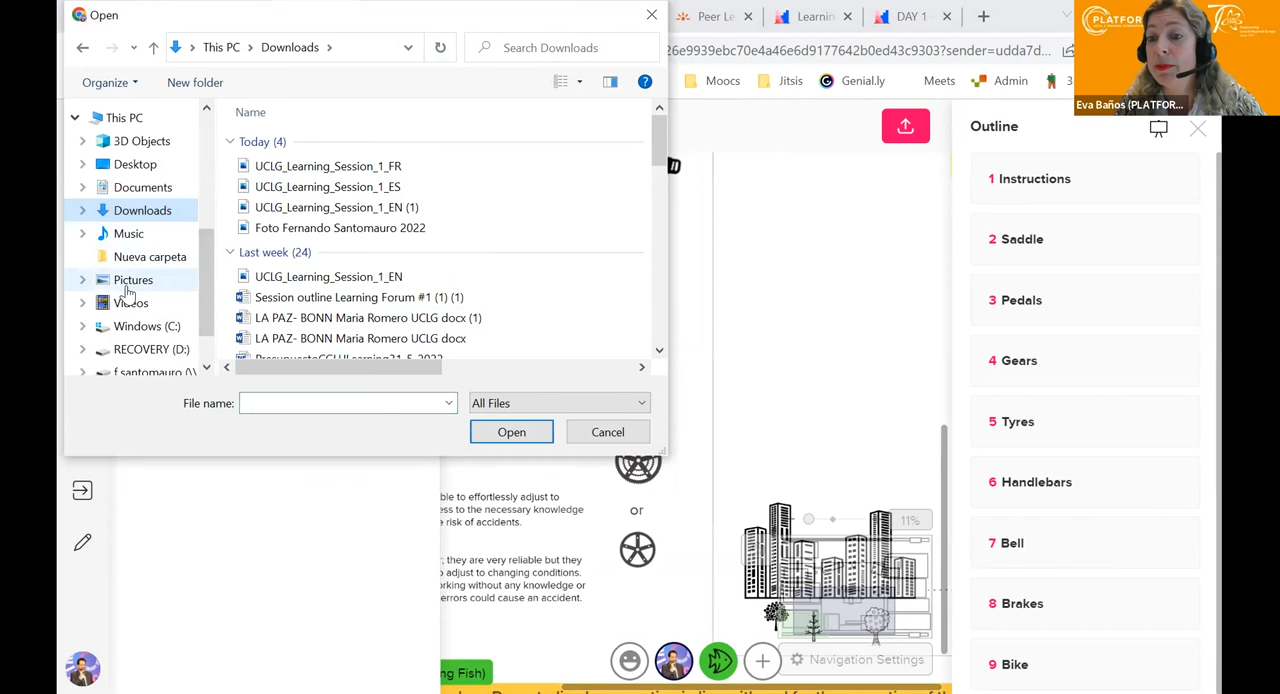 Open
This PC
Downloads
Search Downloads
Organize
New folder
This PC
3D Objects
Desktop
Documents
Downloads
Music
Nueva carpeta
Pictures
Videos
Windows (C:)
RECOVERY (D:)
f.santomauro (\\
Name
Today (4)
UCLG_Learning_Session_1_FR
UCLG_Learning_Session_1_ES
UCLG_Learning_Session_1_EN (1)
Foto Fernando Santomauro 2022
Last week (24)
UCLG_Learning_Session_1_EN
Session outline Learning Forum #1 (1) (1)
LA PAZ- BONN Maria Romero UCLG docx (1)
LA PAZ- BONN Maria Romero UCLG docx
File name:
All Files
Open
Cancel
Peer Le
Learnin
DAY 1
26e9939ebc70e4a46e6d9177642b0ed43c9303?sender=udda7d...
Moocs
Jitsis
Genial.ly
Meets
Admin
3
PLATFOR
Eva Baños (PLATFOR...
Outline
1 Instructions
2 Saddle
3 Pedals
4 Gears
5 Tyres
6 Handlebars
7 Bell
8 Brakes
9 Bike
ble to effortlessly adjust to
ess to the necessary knowledge
e risk of accidents.
or
; they are very reliable but they
o adjust to changing conditions.
orking without any knowledge or
errors could cause an accident.
11%
Navigation Settings
ng Fish)